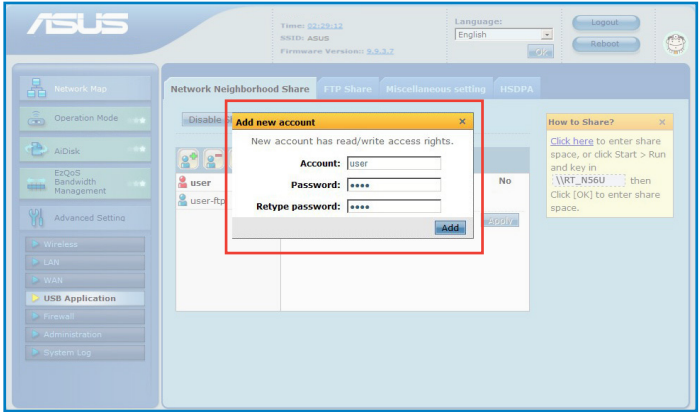 ASUS
Time: 02:29:12
SSID: ASUS
Firmware Version: 9.9.3.7
Language:
English
Logout
Reboot
Network Map
Operation Mode
AiDisk
EzQoS
Bandwidth
Management
Advanced Setting
Wireless
LAN
WAN
USB Application
Firewall
Administration
System Log
Network Neighborhood Share
FTP Share
Miscellaneous setting
HSDPA
Disable
user
user-ftp
No
Apply
Add new account
New account has read/write access rights.
Account: user
Password: ••••
Retype password: ••••
Add
How to Share?
Click here to enter share
space, or click Start > Run
and key in
\\RT_N56U then
Click [OK] to enter share
space.